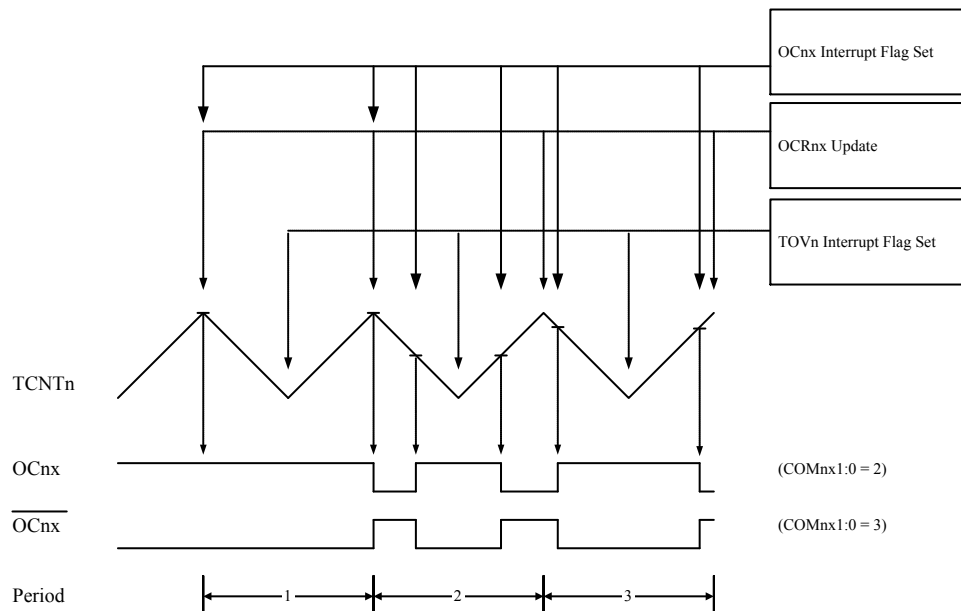 OCnx Interrupt Flag Set
OCRnx Update
TOVn Interrupt Flag Set
TCNTn
OCnx (COMnx1:0 = 2)
OCnx (COMnx1:0 = 3)
Period 1 2 3